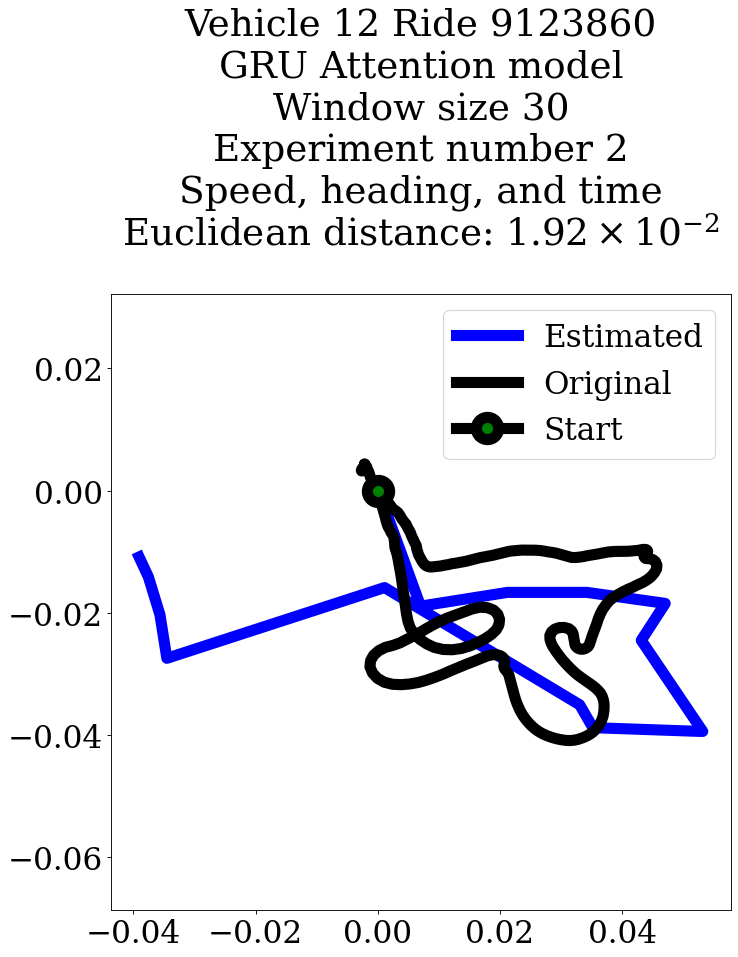 Vehicle 12 Ride 9123860
GRU Attention model
Window size 30
Experiment number 2
Speed, heading, and time
Euclidean distance: 1.92 × 10⁻²
Estimated
Original
Start
0.02
0.00
−0.02
−0.04
−0.06
−0.04 −0.02 0.00 0.02 0.04